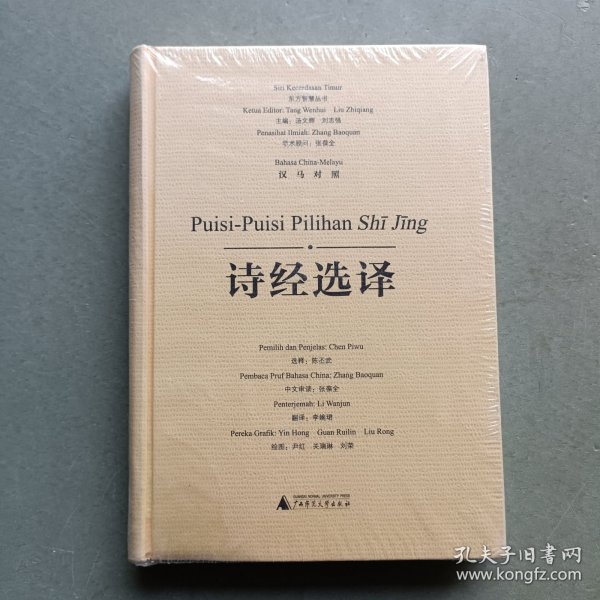 Siri Kecerdasan Timur
东方智慧丛书
Ketua Editor: Tang Wenhui Liu Zhiqiang
主编：汤文辉 刘志强
Penasihat Ilmiah: Zhang Baoquan
学术顾问：张葆全
Bahasa China-Melayu
汉马对照
Puisi-Puisi Pilihan Shī Jīng
诗经选译
Pemilih dan Penjelas: Chen Piwu
选释：陈丕武
Pembaca Pruf Bahasa China: Zhang Baoquan
中文审读：张葆全
Penterjemah: Li Wanjun
翻译：李婉珺
Pereka Grafik: Yin Hong Guan Ruilin Liu Rong
绘图：尹红 关瑞琳 刘荣
GUANGXI NORMAL UNIVERSITY PRESS
广西师范大学出版社
孔夫子旧书网
www.kongfz.com